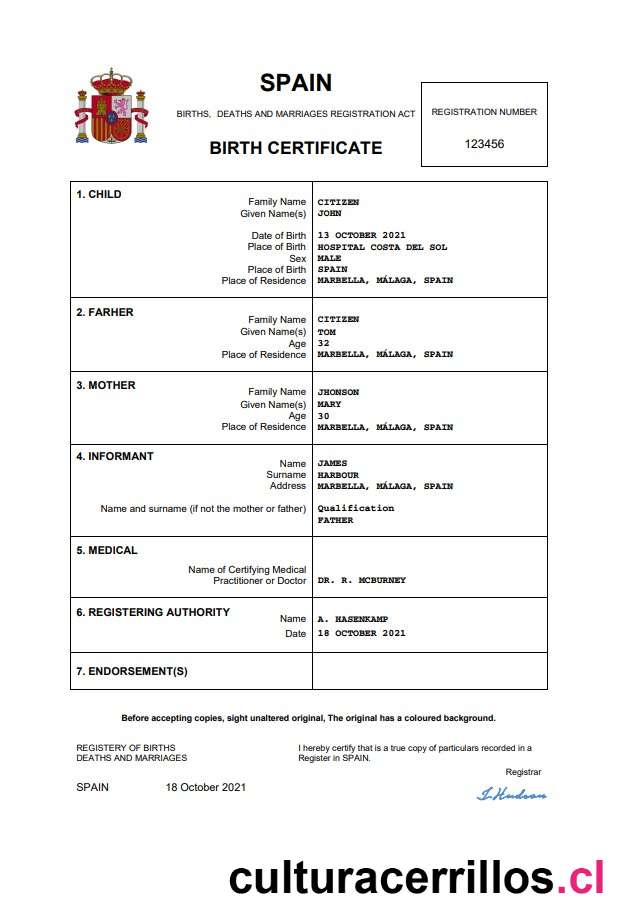 SPAIN
BIRTHS, DEATHS AND MARRIAGES REGISTRATION ACT
BIRTH CERTIFICATE
REGISTRATION NUMBER
123456
1. CHILD
Family Name CITIZEN
Given Name(s) JOHN
Date of Birth 13 OCTOBER 2021
Place of Birth HOSPITAL COSTA DEL SOL
Sex MALE
Place of Birth SPAIN
Place of Residence MARBELLA, MÁLAGA, SPAIN
2. FARHER
Family Name CITIZEN
Given Name(s) TOM
Age 32
Place of Residence MARBELLA, MÁLAGA, SPAIN
3. MOTHER
Family Name JHONSON
Given Name(s) MARY
Age 30
Place of Residence MARBELLA, MÁLAGA, SPAIN
4. INFORMANT
Name JAMES
Surname HARBOUR
Address MARBELLA, MÁLAGA, SPAIN
Name and surname (if not the mother or father) Qualification
FATHER
5. MEDICAL
Name of Certifying Medical
Practitioner or Doctor DR. R. MCBURNEY
6. REGISTERING AUTHORITY
Name A. HASENKAMP
Date 18 OCTOBER 2021
7. ENDORSEMENT(S)
Before accepting copies, sight unaltered original, The original has a coloured background.
REGISTERY OF BIRTHS
DEATHS AND MARRIAGES
SPAIN 18 October 2021
I hereby certify that is a true copy of particulars recorded in a
Register in SPAIN.
Registrar
J. Hudson
culturacerrillos.cl